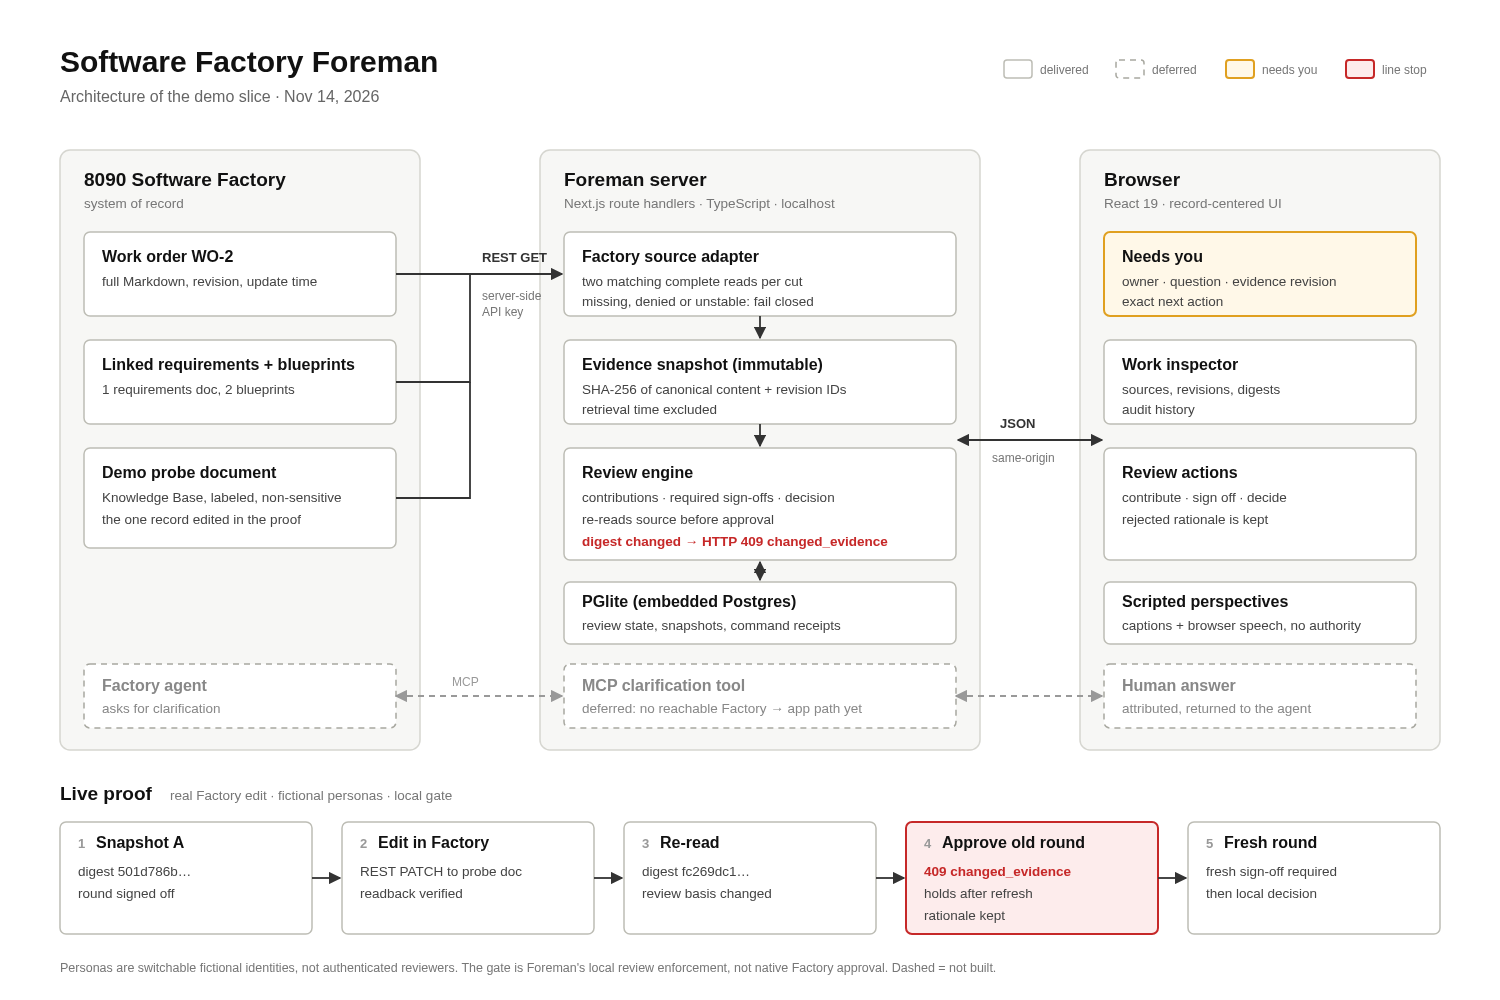 Software Factory Foreman
Architecture of the demo slice · Nov 14, 2026
delivered
deferred
needs you
line stop
8090 Software Factory
system of record
Work order WO-2
full Markdown, revision, update time
Linked requirements + blueprints
1 requirements doc, 2 blueprints
Demo probe document
Knowledge Base, labeled, non-sensitive
the one record edited in the proof
Factory agent
asks for clarification
REST GET
server-side
API key
MCP
Foreman server
Next.js route handlers · TypeScript · localhost
Factory source adapter
two matching complete reads per cut
missing, denied or unstable: fail closed
Evidence snapshot (immutable)
SHA-256 of canonical content + revision IDs
retrieval time excluded
Review engine
contributions · required sign-offs · decision
re-reads source before approval
digest changed → HTTP 409 changed_evidence
PGlite (embedded Postgres)
review state, snapshots, command receipts
MCP clarification tool
deferred: no reachable Factory → app path yet
JSON
same-origin
Browser
React 19 · record-centered UI
Needs you
owner · question · evidence revision
exact next action
Work inspector
sources, revisions, digests
audit history
Review actions
contribute · sign off · decide
rejected rationale is kept
Scripted perspectives
captions + browser speech, no authority
Human answer
attributed, returned to the agent
Live proof
real Factory edit · fictional personas · local gate
1 Snapshot A
digest 501d786b…
round signed off
2 Edit in Factory
REST PATCH to probe doc
readback verified
3 Re-read
digest fc269dc1…
review basis changed
4 Approve old round
409 changed_evidence
holds after refresh
rationale kept
5 Fresh round
fresh sign-off required
then local decision
Personas are switchable fictional identities, not authenticated reviewers. The gate is Foreman's local review enforcement, not native Factory approval. Dashed = not built.